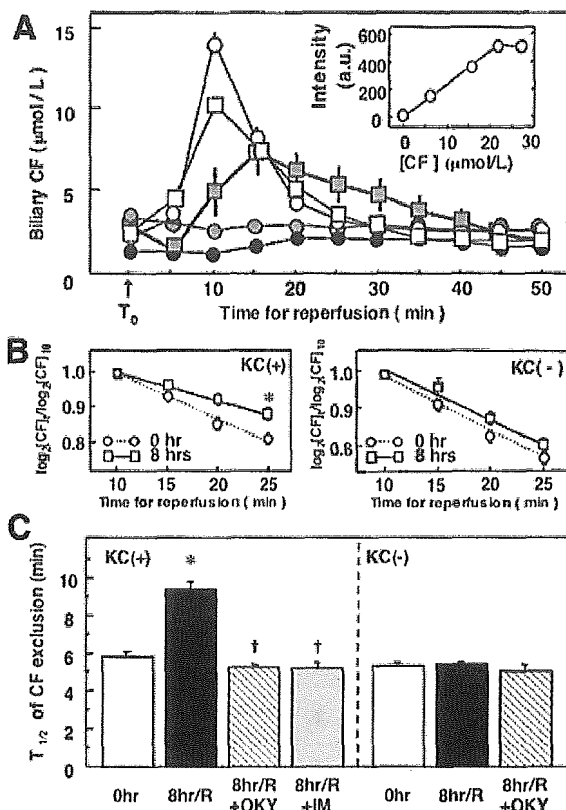 A
Biliary CF ( μmol / L )
15
10
5
0
Intensity
(a.u.)
600
400
200
0
0 10 20 30
[CF ] (μmol/L)
10 20 30 40 50
T0
Time for reperfusion ( min )
B
log2[CF]t/log2[CF]10
1.0
0.9
0.8
KC(+)
*
0 hr
8 hrs
10 15 20 25
Time for reperfusion ( min )
1.0
0.9
KC( - )
0 hr
8 hrs
10 15 20 25
Time for reperfusion ( min )
C
T 1/2 of CF exclusion (min)
10
8
6
4
2
0
KC(+)
*
†
†
KC(-)
0hr
8hr/R
8hr/R
+OKY
8hr/R
+IM
0hr
8hr/R
8hr/R
+OKY